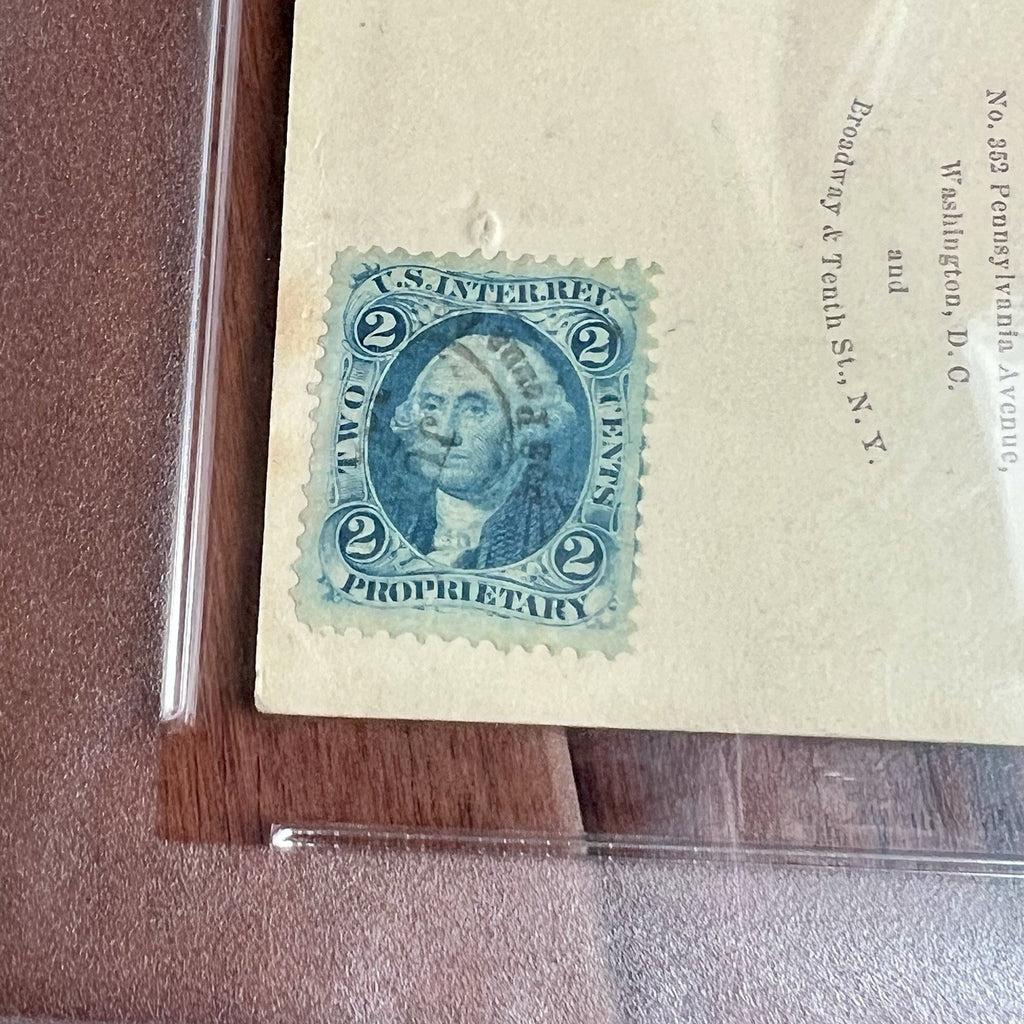 U.S. INTER. REV.
2 2
TWO CENTS
2 2
PROPRIETARY
No. 352 Pennsylvania Avenue,
Washington, D. C.
and
Broadway & Tenth St., N. Y.